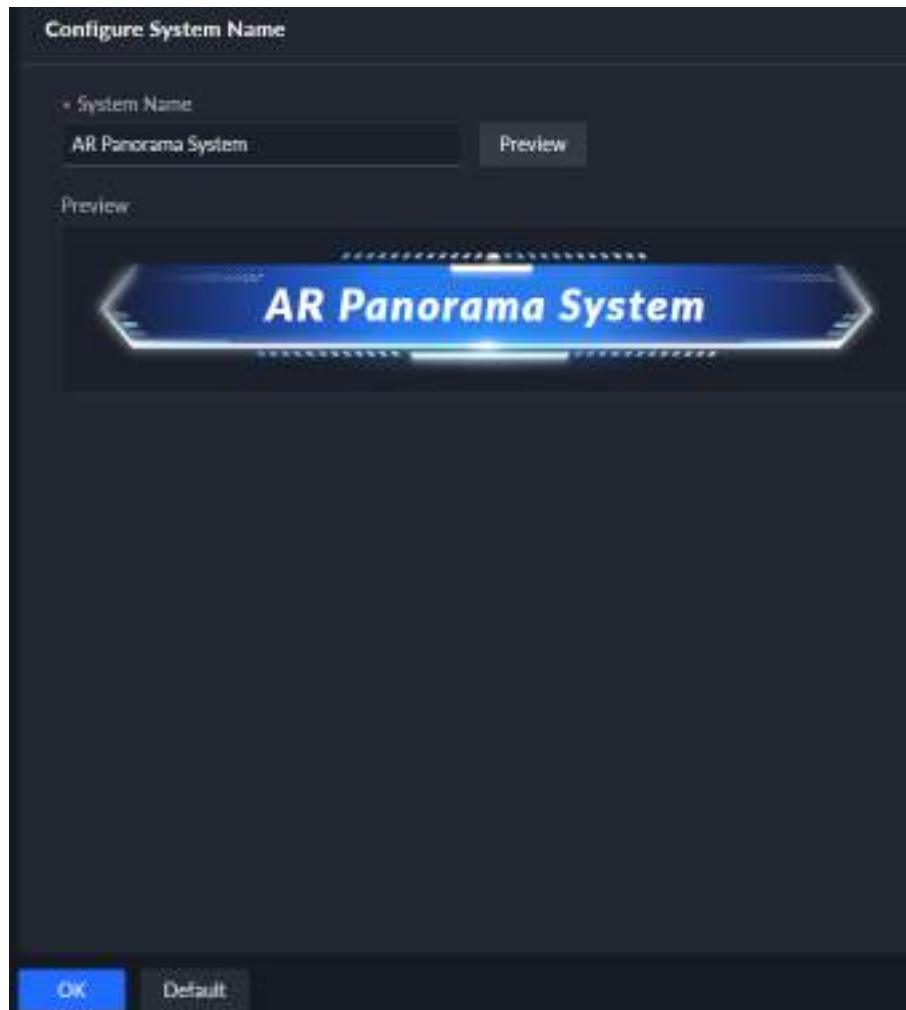 Configure System Name
* System Name
AR Panorama System
Preview
Preview
AR Panorama System
OK
Default